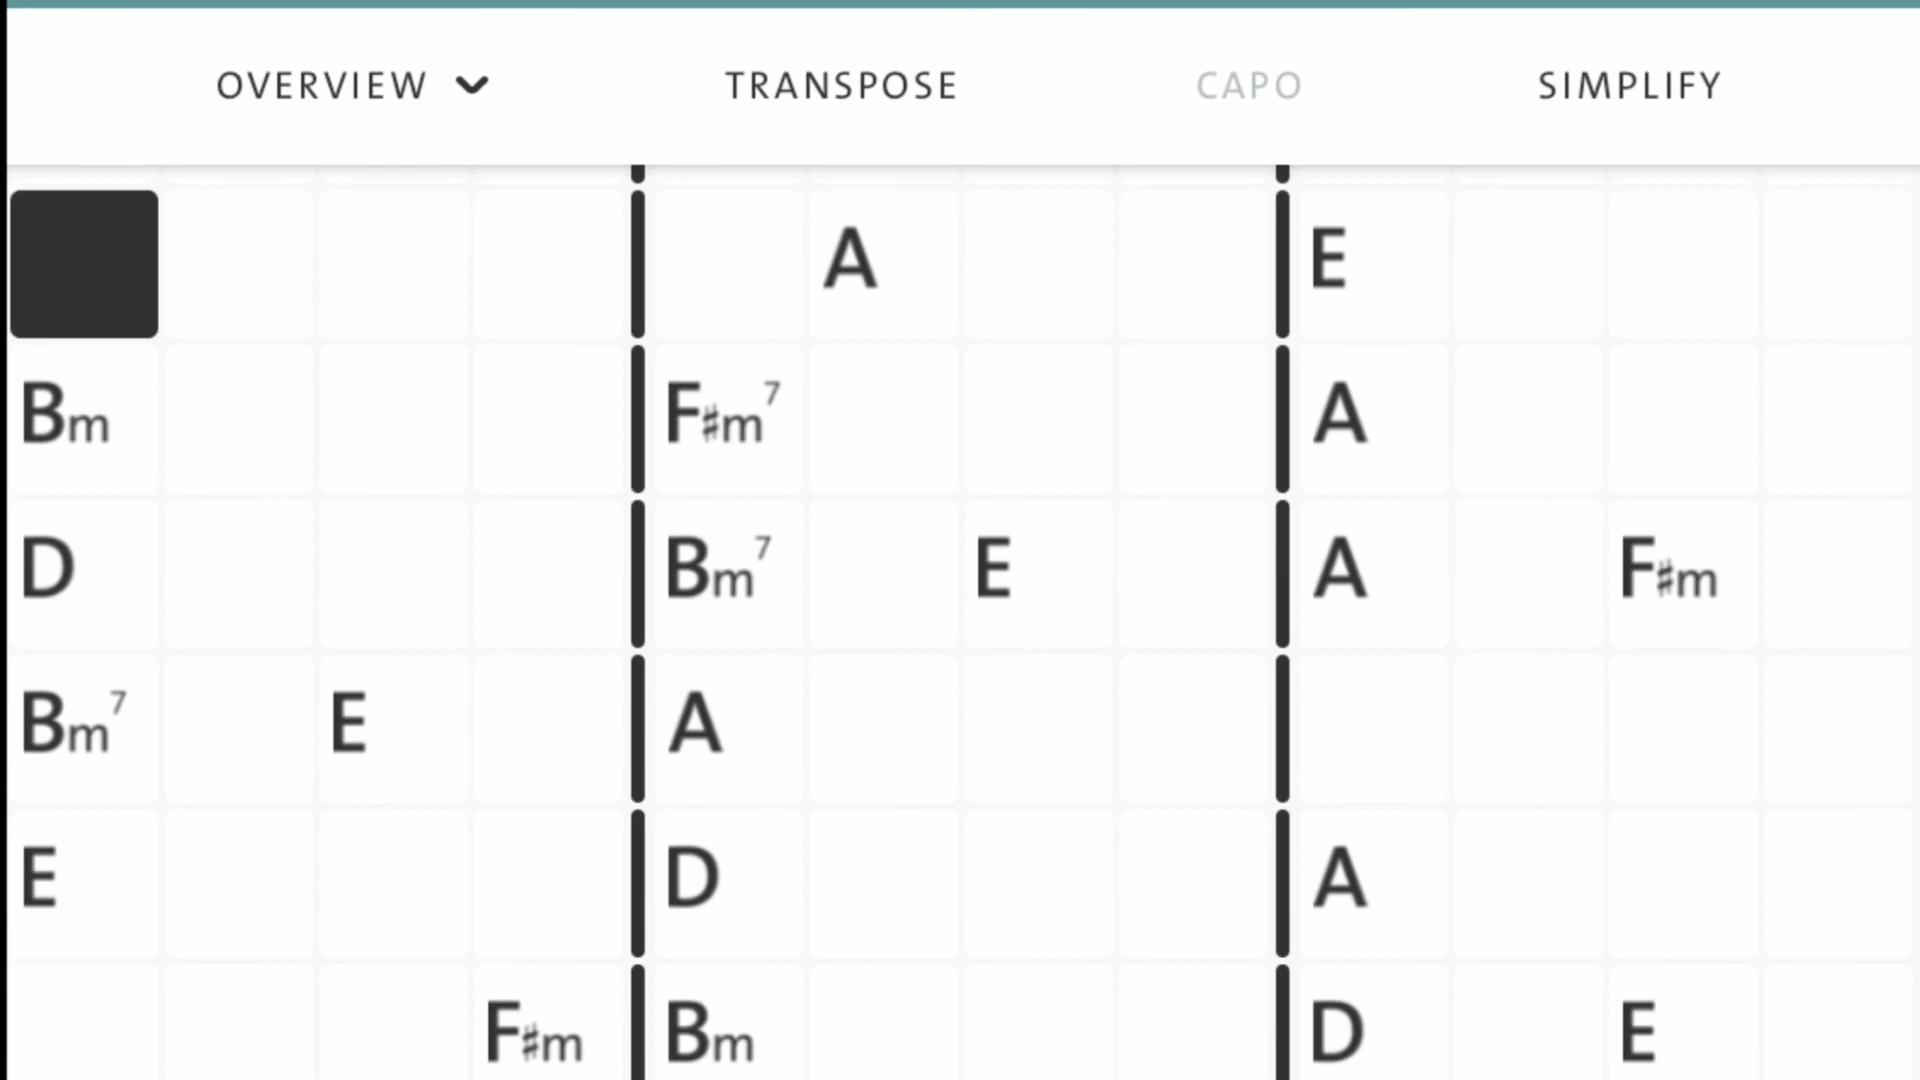 OVERVIEW TRANSPOSE CAPO SIMPLIFY
A E
Bm F♯m7 A
D Bm7 E A F♯m
Bm7 E A
E D A
F♯m Bm D E